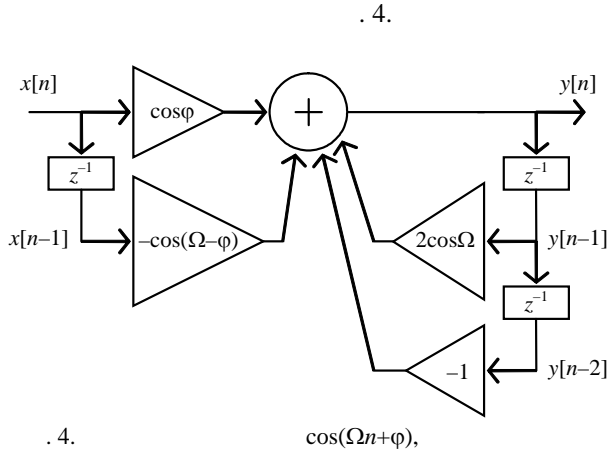 . 4.
x[n]
cosφ
+
y[n]
z⁻¹
z⁻¹
x[n–1]
–cos(Ω–φ)
2cosΩ
y[n–1]
z⁻¹
–1
y[n–2]
. 4.
cos(Ωn+φ),